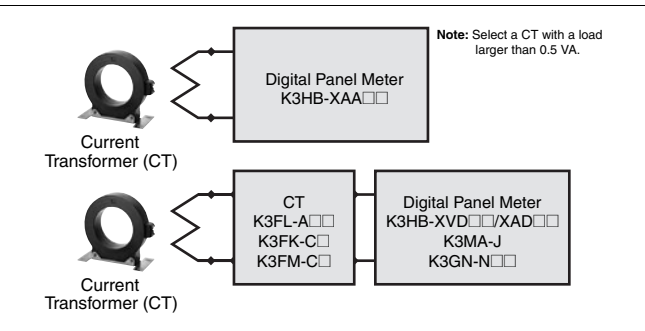 Note: Select a CT with a load
larger than 0.5 VA.
Digital Panel Meter
K3HB-XAA□□
Current
Transformer (CT)
CT
K3FL-A□□
K3FK-C□
K3FM-C□
Digital Panel Meter
K3HB-XVD□□/XAD□□
K3MA-J
K3GN-N□□
Current
Transformer (CT)